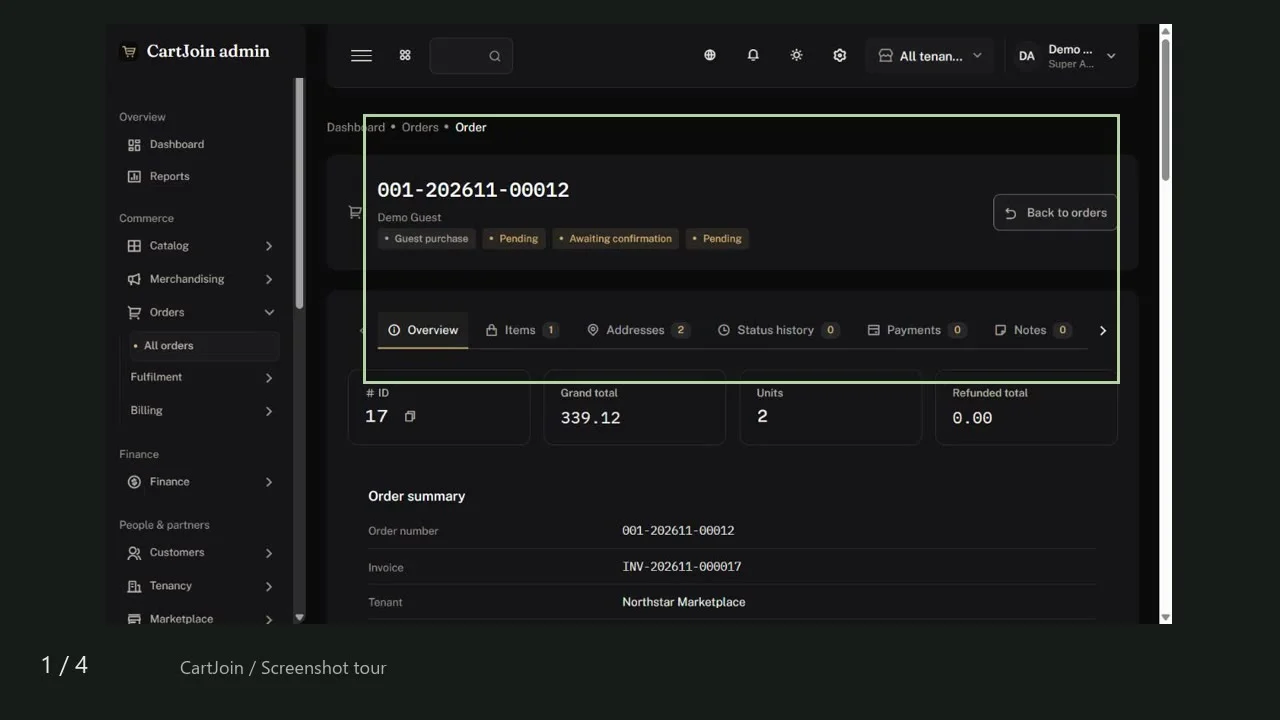 CartJoin admin
All tenan...
DA
Demo ...
Super A...
Overview
Dashboard
Reports
Commerce
Catalog
Merchandising
Orders
All orders
Fulfilment
Billing
Finance
Finance
People & partners
Customers
Tenancy
Marketplace
Dashboard • Orders • Order
001-202611-00012
Demo Guest
Guest purchase
Pending
Awaiting confirmation
Pending
Back to orders
Overview
Items 1
Addresses 2
Status history 0
Payments 0
Notes 0
# ID
17
Grand total
339.12
Units
2
Refunded total
0.00
Order summary
Order number 001-202611-00012
Invoice INV-202611-000017
Tenant Northstar Marketplace
1 / 4
CartJoin / Screenshot tour